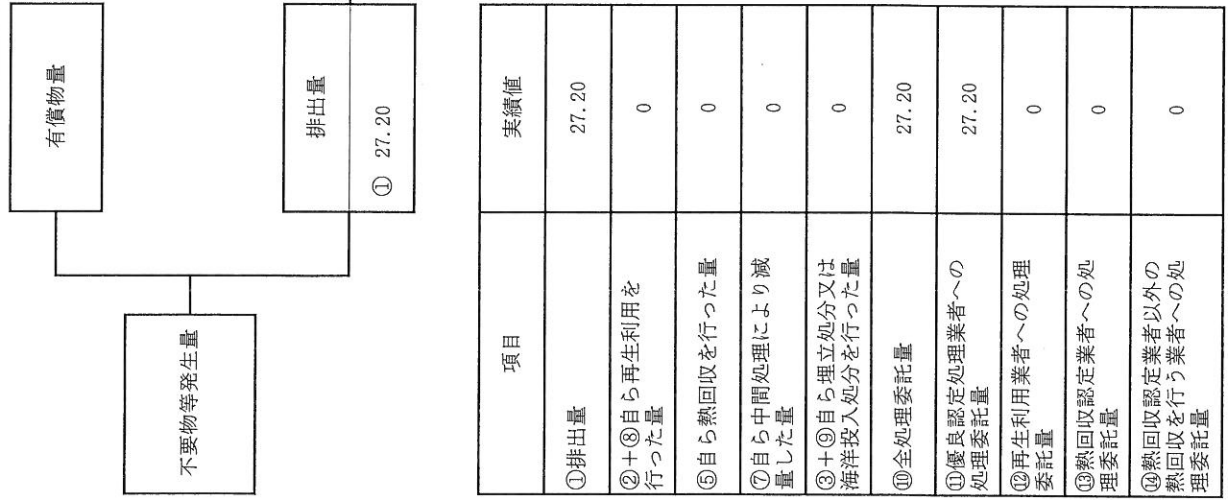 不要物等発生量
有償物量
排出量
① 27.20
項目
実績値
①排出量
27.20
②+⑧自ら再生利用を
行った量
0
⑤自ら熱回収を行った量
0
⑦自ら中間処理により減
量した量
0
③+⑨自ら埋立処分又は
海洋投入処分を行った量
0
⑩全処理委託量
27.20
⑪優良認定処理業者への
処理委託量
27.20
⑫再生利用業者への処理
委託量
0
⑬熱回収認定業者への処
理委託量
0
⑭熱回収認定業者以外の
熱回収を行う業者への処
理委託量
0